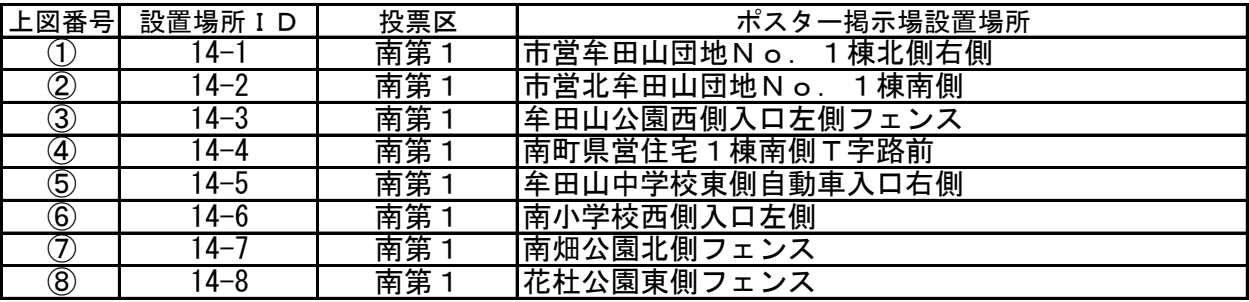 上図番号 設置場所ＩＤ 投票区 ポスター掲示場設置場所
① 14-1 南第１ 市営牟田山団地Ｎｏ．１棟北側右側
② 14-2 南第１ 市営北牟田山団地Ｎｏ．１棟南側
③ 14-3 南第１ 牟田山公園西側入口左側フェンス
④ 14-4 南第１ 南町県営住宅１棟南側Ｔ字路前
⑤ 14-5 南第１ 牟田山中学校東側自動車入口右側
⑥ 14-6 南第１ 南小学校西側入口左側
⑦ 14-7 南第１ 南畑公園北側フェンス
⑧ 14-8 南第１ 花杜公園東側フェンス